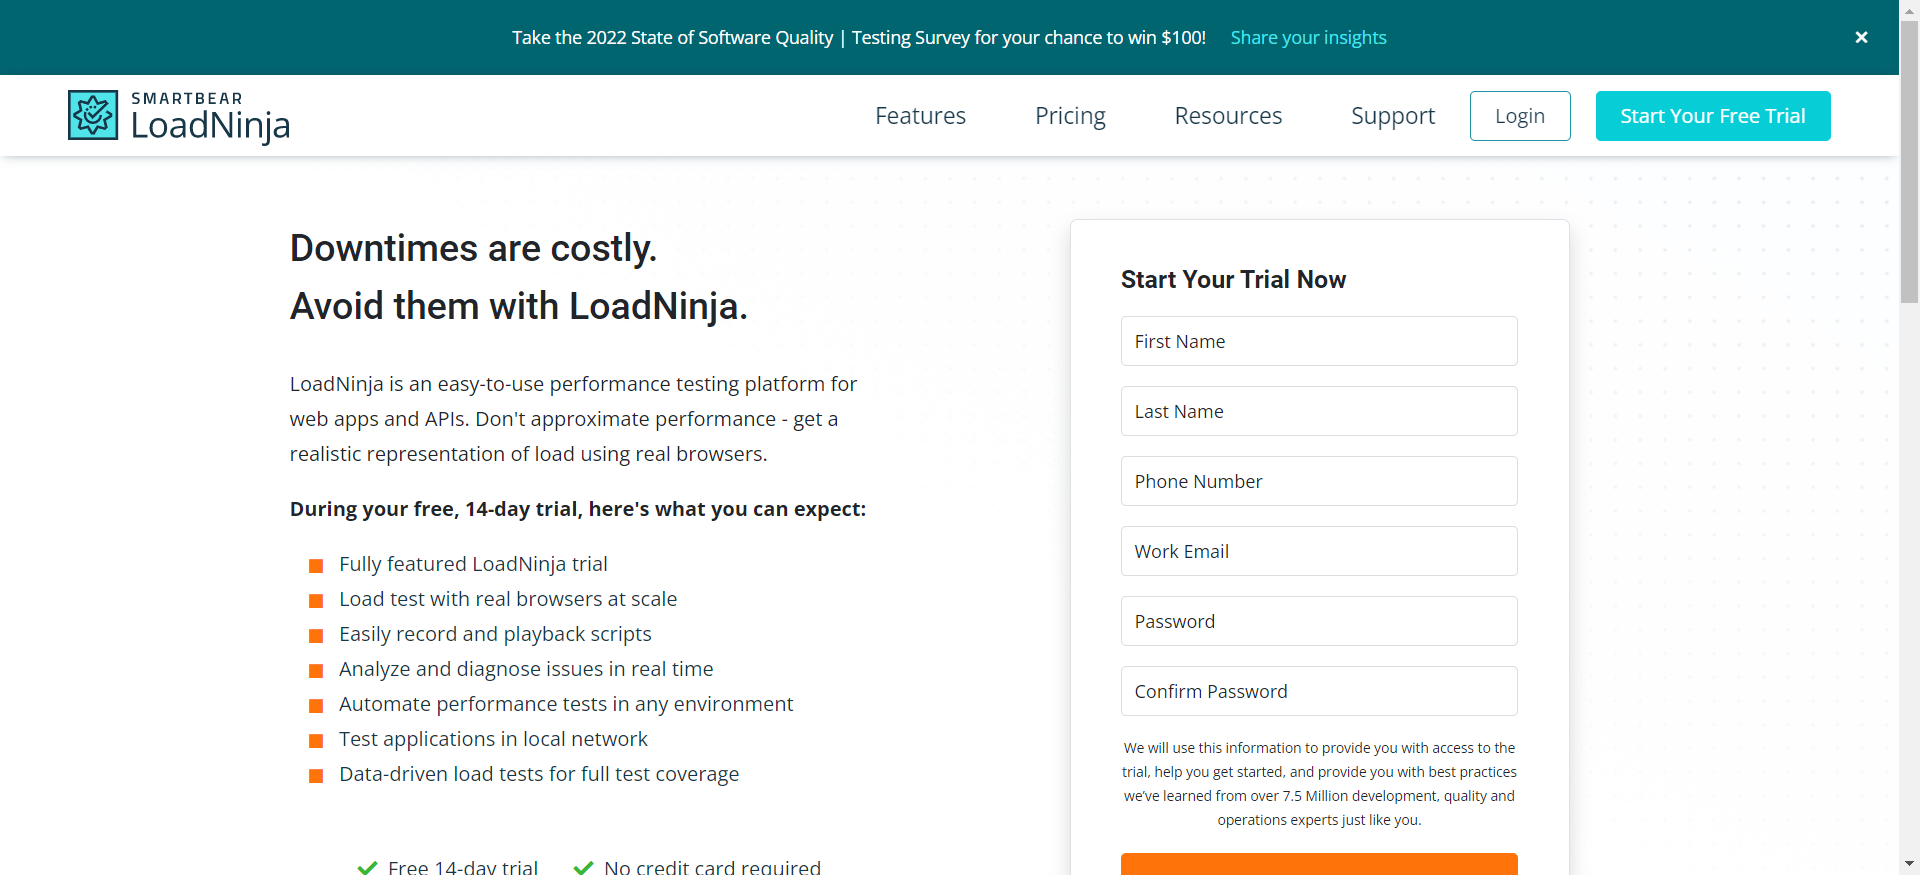 Take the 2022 State of Software Quality | Testing Survey for your chance to win $100! Share your insights ×
SMARTBEAR
LoadNinja
Features Pricing Resources Support Login Start Your Free Trial
Downtimes are costly.
Avoid them with LoadNinja.
LoadNinja is an easy-to-use performance testing platform for
web apps and APIs. Don't approximate performance - get a
realistic representation of load using real browsers.
During your free, 14-day trial, here's what you can expect:
Fully featured LoadNinja trial
Load test with real browsers at scale
Easily record and playback scripts
Analyze and diagnose issues in real time
Automate performance tests in any environment
Test applications in local network
Data-driven load tests for full test coverage
Free 14-day trial No credit card required
Start Your Trial Now
First Name
Last Name
Phone Number
Work Email
Password
Confirm Password
We will use this information to provide you with access to the
trial, help you get started, and provide you with best practices
we've learned from over 7.5 Million development, quality and
operations experts just like you.